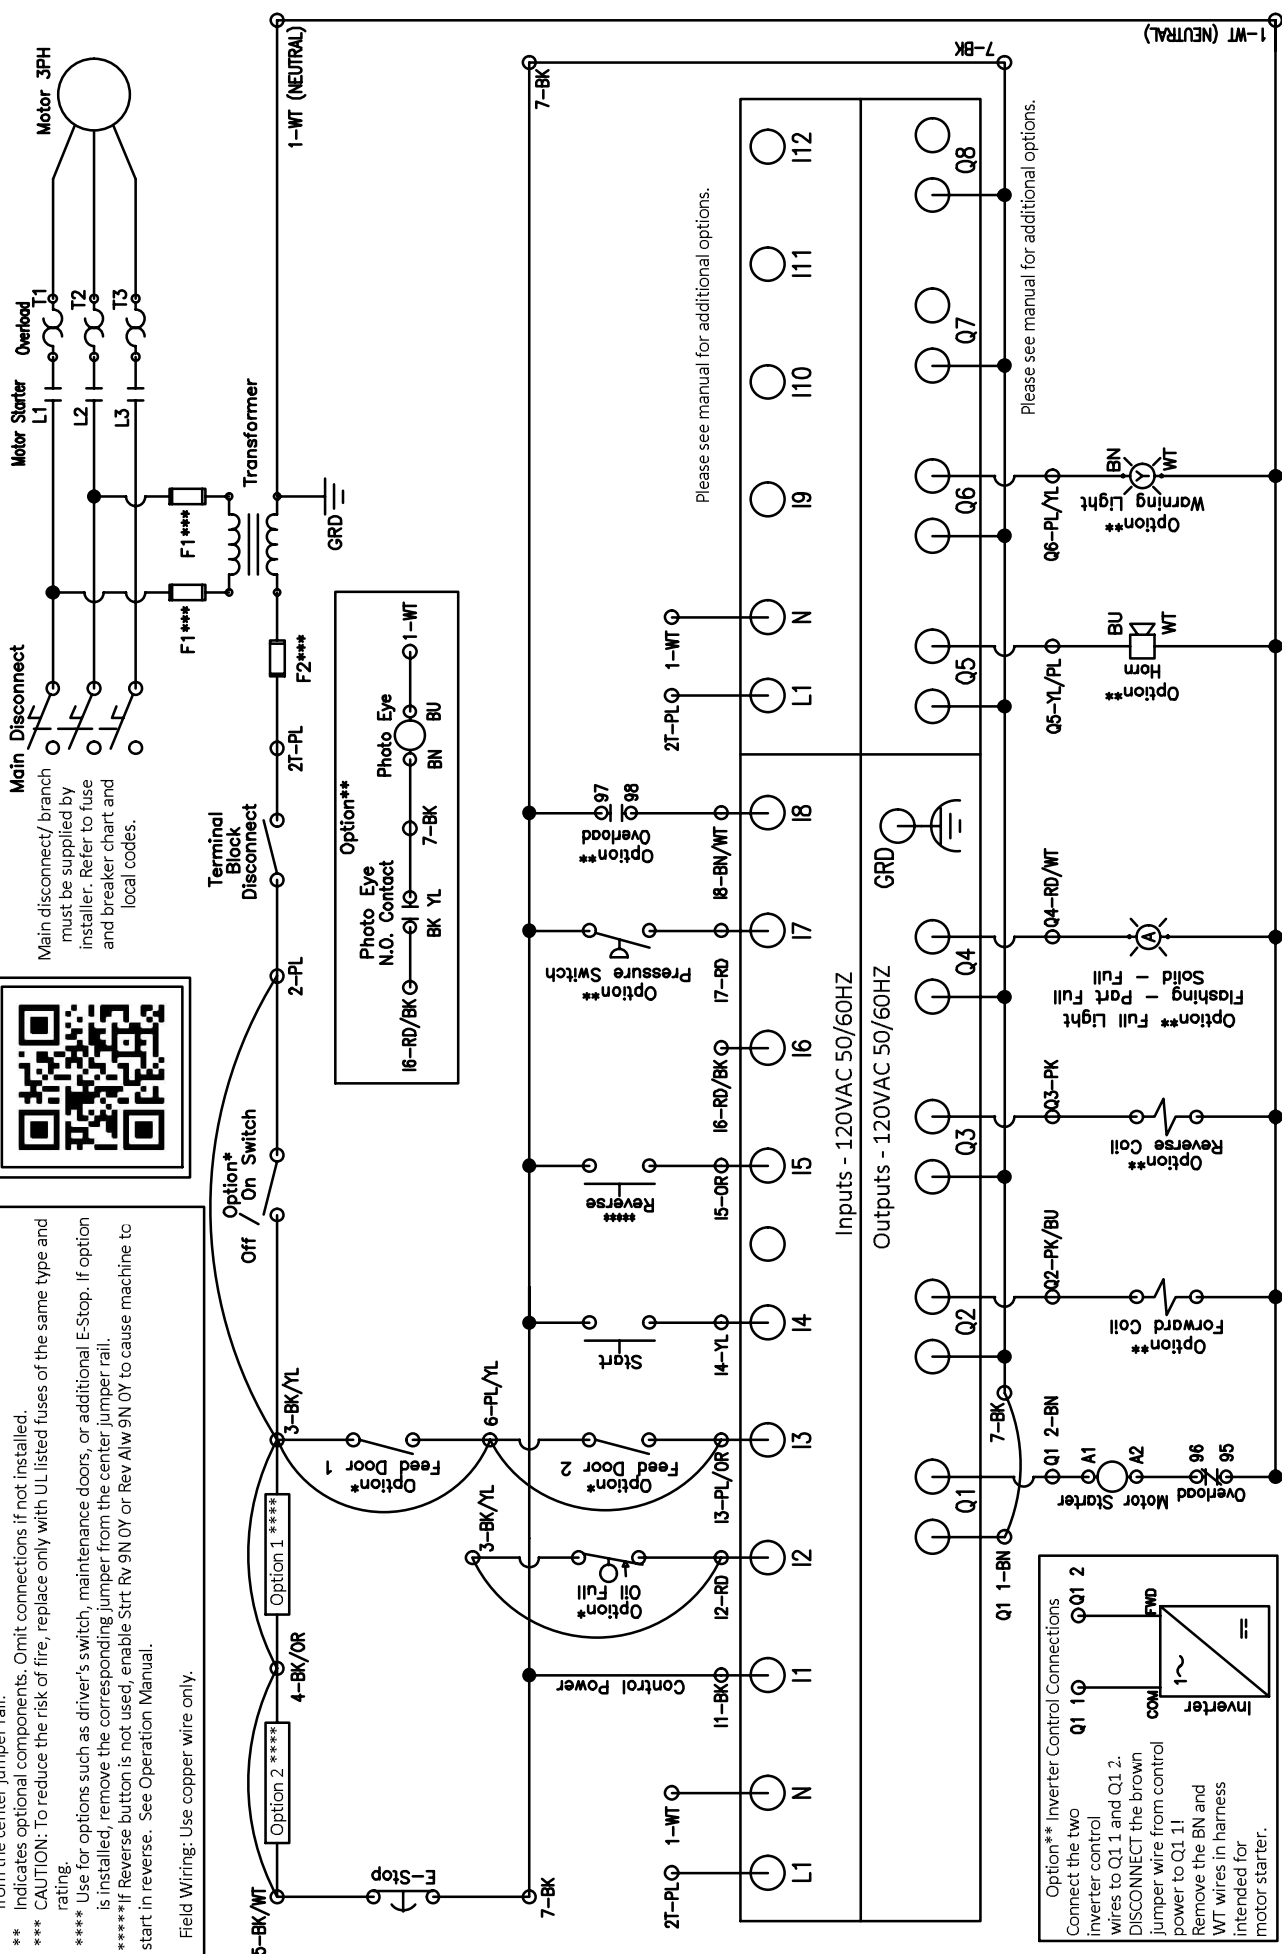 from the center jumper rail.
** Indicates optional components. Omit connections if not installed.
*** CAUTION: To reduce the risk of fire, replace only with UL listed fuses of the same type and
rating.
**** Use for options such as driver's switch, maintenance doors, or additional E-Stop. If option
is installed, remove the corresponding jumper from the center jumper rail.
*****If Reverse button is not used, enable Strt Rv 9N 0Y or Rev Alw 9N 0Y to cause machine to
start in reverse. See Operation Manual.
Field Wiring: Use copper wire only.
Main Disconnect
Main disconnect/ branch
must be supplied by
installer. Refer to fuse
and breaker chart and
local codes.
Motor Starter
Overload
Motor 3PH
L1
T1
L2
T2
L3
T3
F1***
F1***
Transformer
GRD
F2***
2T-PL
Terminal
Block
Disconnect
2-PL
Option*
Off / On Switch
3-BK/YL
Option 1 ****
4-BK/OR
Option 2 ****
5-BK/WT
1-WT (NEUTRAL)
1-WT (NEUTRAL)
E-Stop
7-BK
7-BK
7-BK
Option**
Photo Eye
N.O. Contact
Photo Eye
I6-RD/BK
BK YL
7-BK
BN
BU
1-WT
Option*
Feed Door 1
6-PL/YL
Option*
Feed Door 2
I3-PL/OR
3-BK/YL
Option*
Oil Full
I2-RD
Control Power
I1-BK
2T-PL
1-WT
Start
I4-YL
*****
Reverse
I5-OR
I6-RD/BK
Option**
Pressure Switch
I7-RD
Option**
Overload
97
98
I8-BN/WT
2T-PL
1-WT
Please see manual for additional options.
L1
N
I1
I2
I3
I4
I5
I6
I7
I8
L1
N
I9
I10
I11
I12
Inputs - 120VAC 50/60HZ
Outputs - 120VAC 50/60HZ
GRD
Q1
Q2
Q3
Q4
Q5
Q6
Q7
Q8
Please see manual for additional options.
Q1 1-BN
7-BK
Q1 2-BN
A1
Motor Starter
A2
96
Overload
95
Q2-PK/BU
Option**
Forward Coil
Q3-PK
Option**
Reverse Coil
Q4-RD/WT
A
Option** Full Light
Flashing - Part Full
Solid - Full
Q5-YL/PL
BU
WT
Option**
Horn
Q6-PL/YL
BN
Y
WT
Option**
Warning Light
Option** Inverter Control Connections
Connect the two
inverter control
wires to Q1 1 and Q1 2.
DISCONNECT the brown
jumper wire from control
power to Q1 1!
Remove the BN and
WT wires in harness
intended for
motor starter.
Q1 1
Q1 2
COM
FWD
1~
Inverter